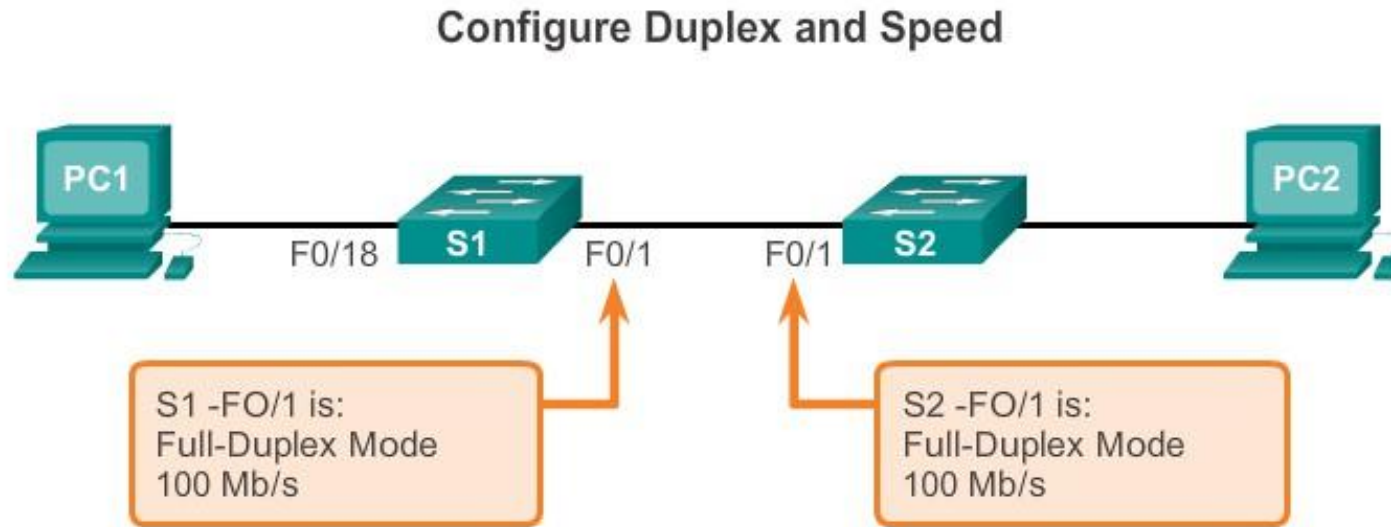 Configure Duplex and Speed
PC1
PC2
S1
S2
F0/18
F0/1
F0/1
S1 -FO/1 is:
Full-Duplex Mode
100 Mb/s
S2 -FO/1 is:
Full-Duplex Mode
100 Mb/s